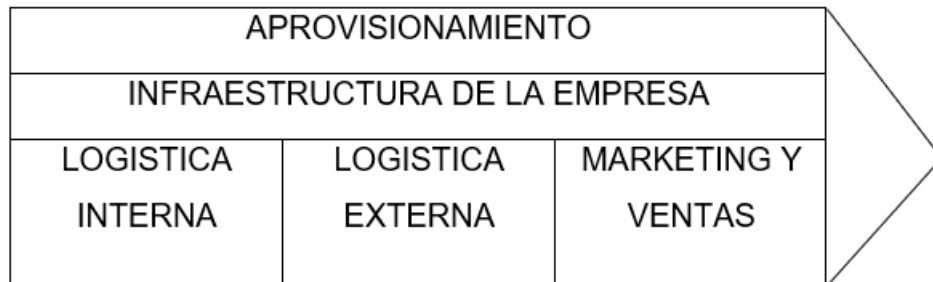 APROVISIONAMIENTO
INFRAESTRUCTURA DE LA EMPRESA
LOGISTICA
INTERNA
LOGISTICA
EXTERNA
MARKETING Y
VENTAS